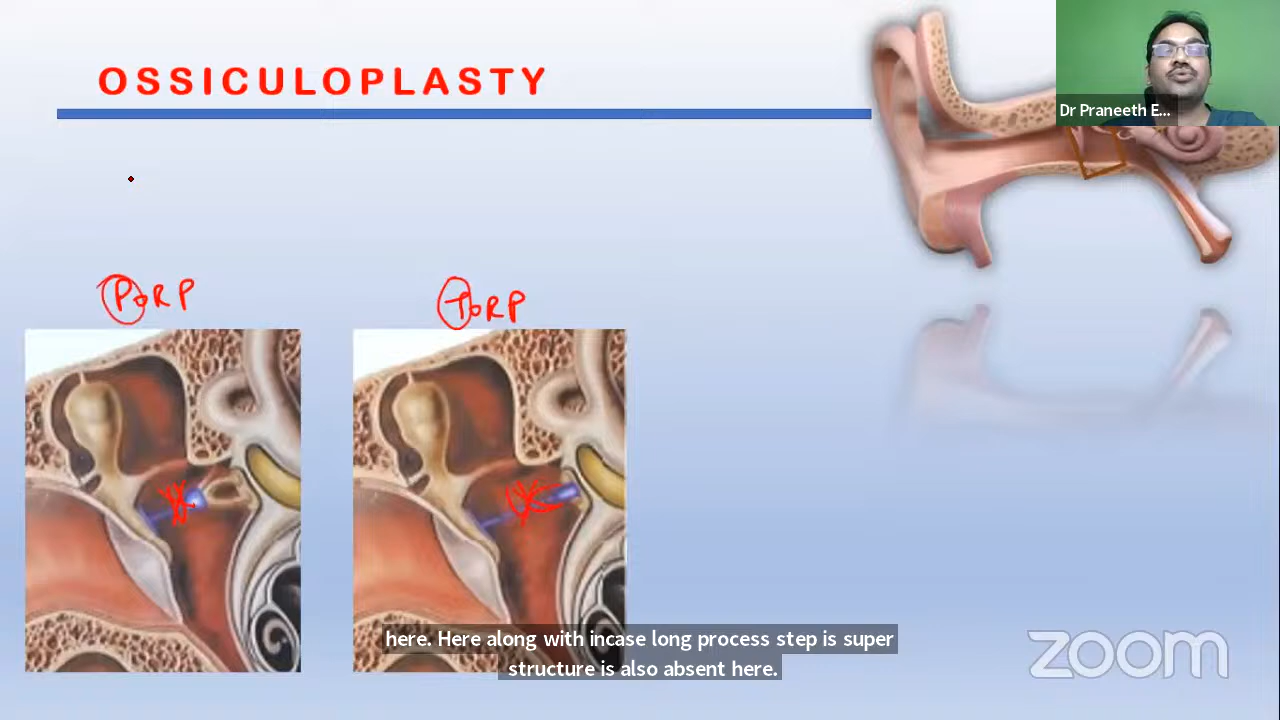 OSSICULOPLASTY
Dr Praneeth E...
PORP
TORP
here. Here along with incase long process step is super
structure is also absent here.
zoom